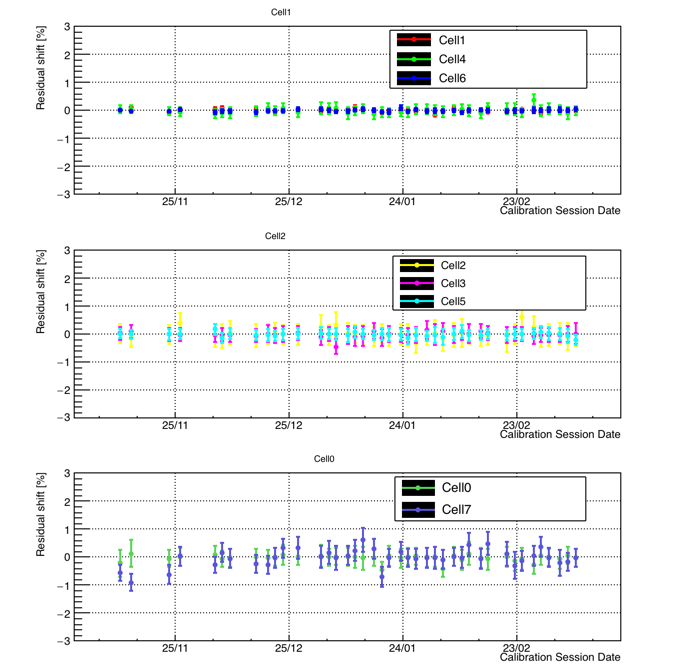 Cell1
Residual shift [%]
3
2
1
0
−1
−2
−3
Cell1
Cell4
Cell6
25/11
25/12
24/01
23/02
Calibration Session Date
Cell2
Residual shift [%]
3
2
1
0
−1
−2
−3
Cell2
Cell3
Cell5
25/11
25/12
24/01
23/02
Calibration Session Date
Cell0
Residual shift [%]
3
2
1
0
−1
−2
−3
Cell0
Cell7
25/11
25/12
24/01
23/02
Calibration Session Date